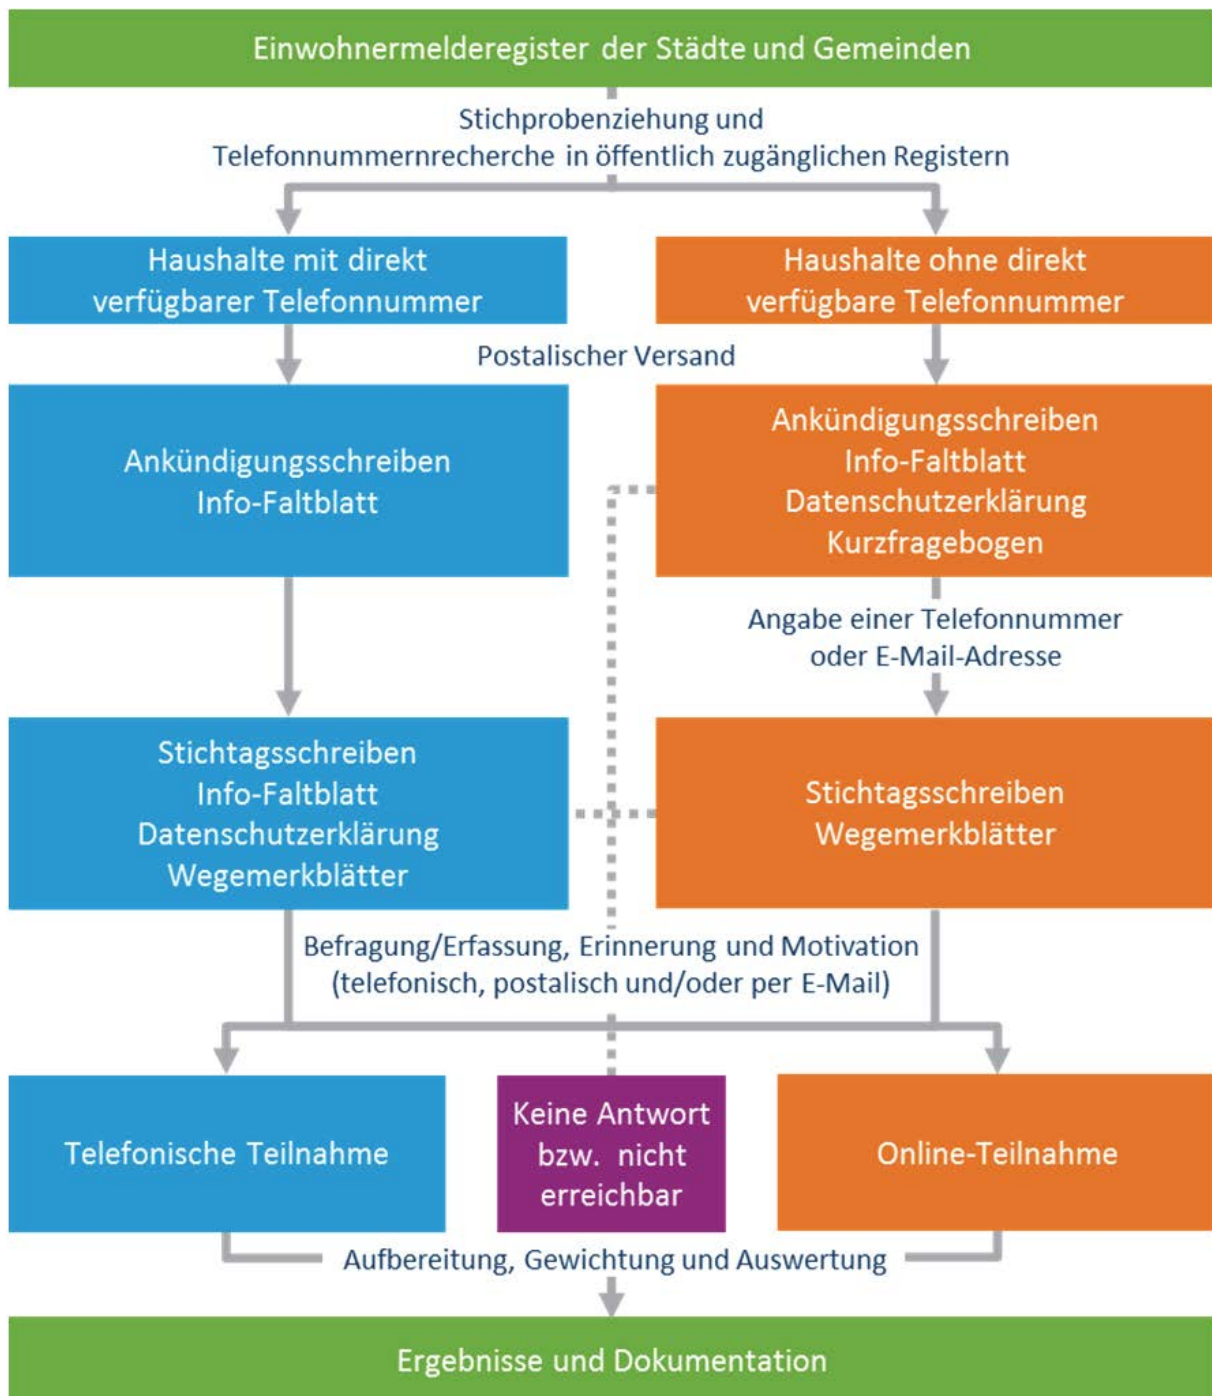 Einwohnermelderegister der Städte und Gemeinden
Stichprobenziehung und
Telefonnummernrecherche in öffentlich zugänglichen Registern
Haushalte mit direkt
verfügbarer Telefonnummer
Haushalte ohne direkt
verfügbare Telefonnummer
Postalischer Versand
Ankündigungsschreiben
Info-Faltblatt
Ankündigungsschreiben
Info-Faltblatt
Datenschutzerklärung
Kurzfragebogen
Angabe einer Telefonnummer
oder E-Mail-Adresse
Stichtagsschreiben
Info-Faltblatt
Datenschutzerklärung
Wegemerkblätter
Stichtagsschreiben
Wegemerkblätter
Befragung/Erfassung, Erinnerung und Motivation
(telefonisch, postalisch und/oder per E-Mail)
Telefonische Teilnahme
Keine Antwort
bzw. nicht
erreichbar
Online-Teilnahme
Aufbereitung, Gewichtung und Auswertung
Ergebnisse und Dokumentation